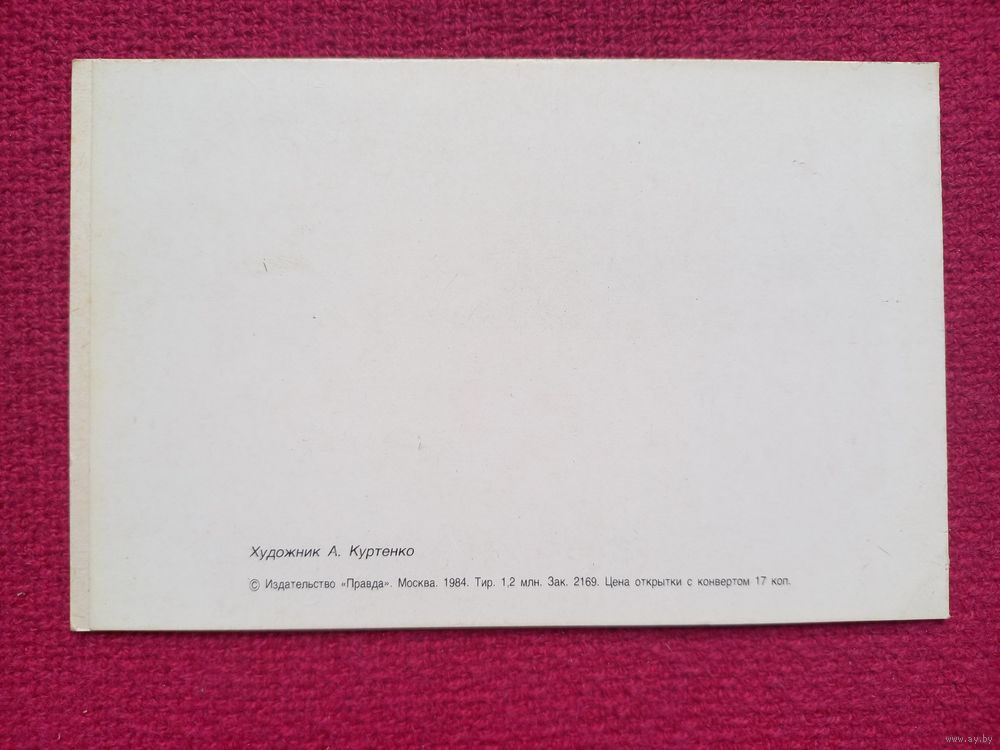 Художник А. Куртенко
© Издательство «Правда». Москва. 1984. Тир. 1,2 млн. Зак. 2169. Цена открытки с конвертом 17 коп.
www.ay.by